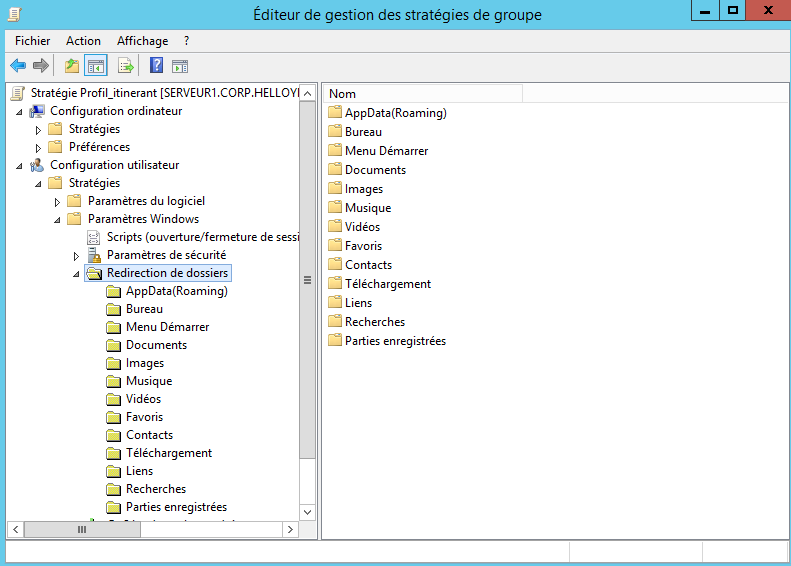 Éditeur de gestion des stratégies de groupe
Fichier Action Affichage ?
Stratégie Profil_itinerant [SERVEUR1.CORP.HELLOY
Configuration ordinateur
Stratégies
Préférences
Configuration utilisateur
Stratégies
Paramètres du logiciel
Paramètres Windows
Scripts (ouverture/fermeture de sessi
Paramètres de sécurité
Redirection de dossiers
AppData(Roaming)
Bureau
Menu Démarrer
Documents
Images
Musique
Vidéos
Favoris
Contacts
Téléchargement
Liens
Recherches
Parties enregistrées
Nom
AppData(Roaming)
Bureau
Menu Démarrer
Documents
Images
Musique
Vidéos
Favoris
Contacts
Téléchargement
Liens
Recherches
Parties enregistrées